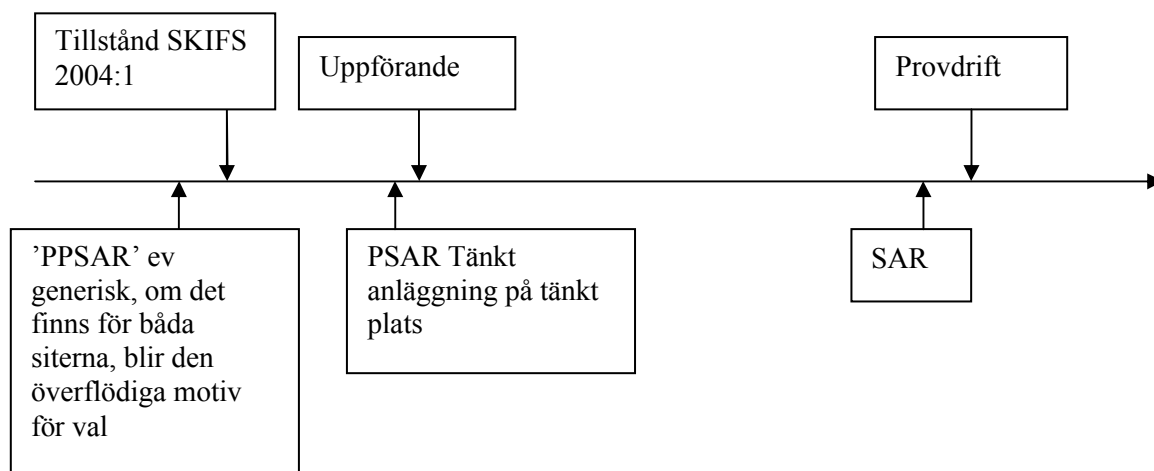 Tillstånd SKIFS
2004:1
Uppförande
Provdrift
’PPSAR’ ev
generisk, om det
finns för båda
siterna, blir den
överflödiga motiv
för val
PSAR Tänkt
anläggning på tänkt
plats
SAR